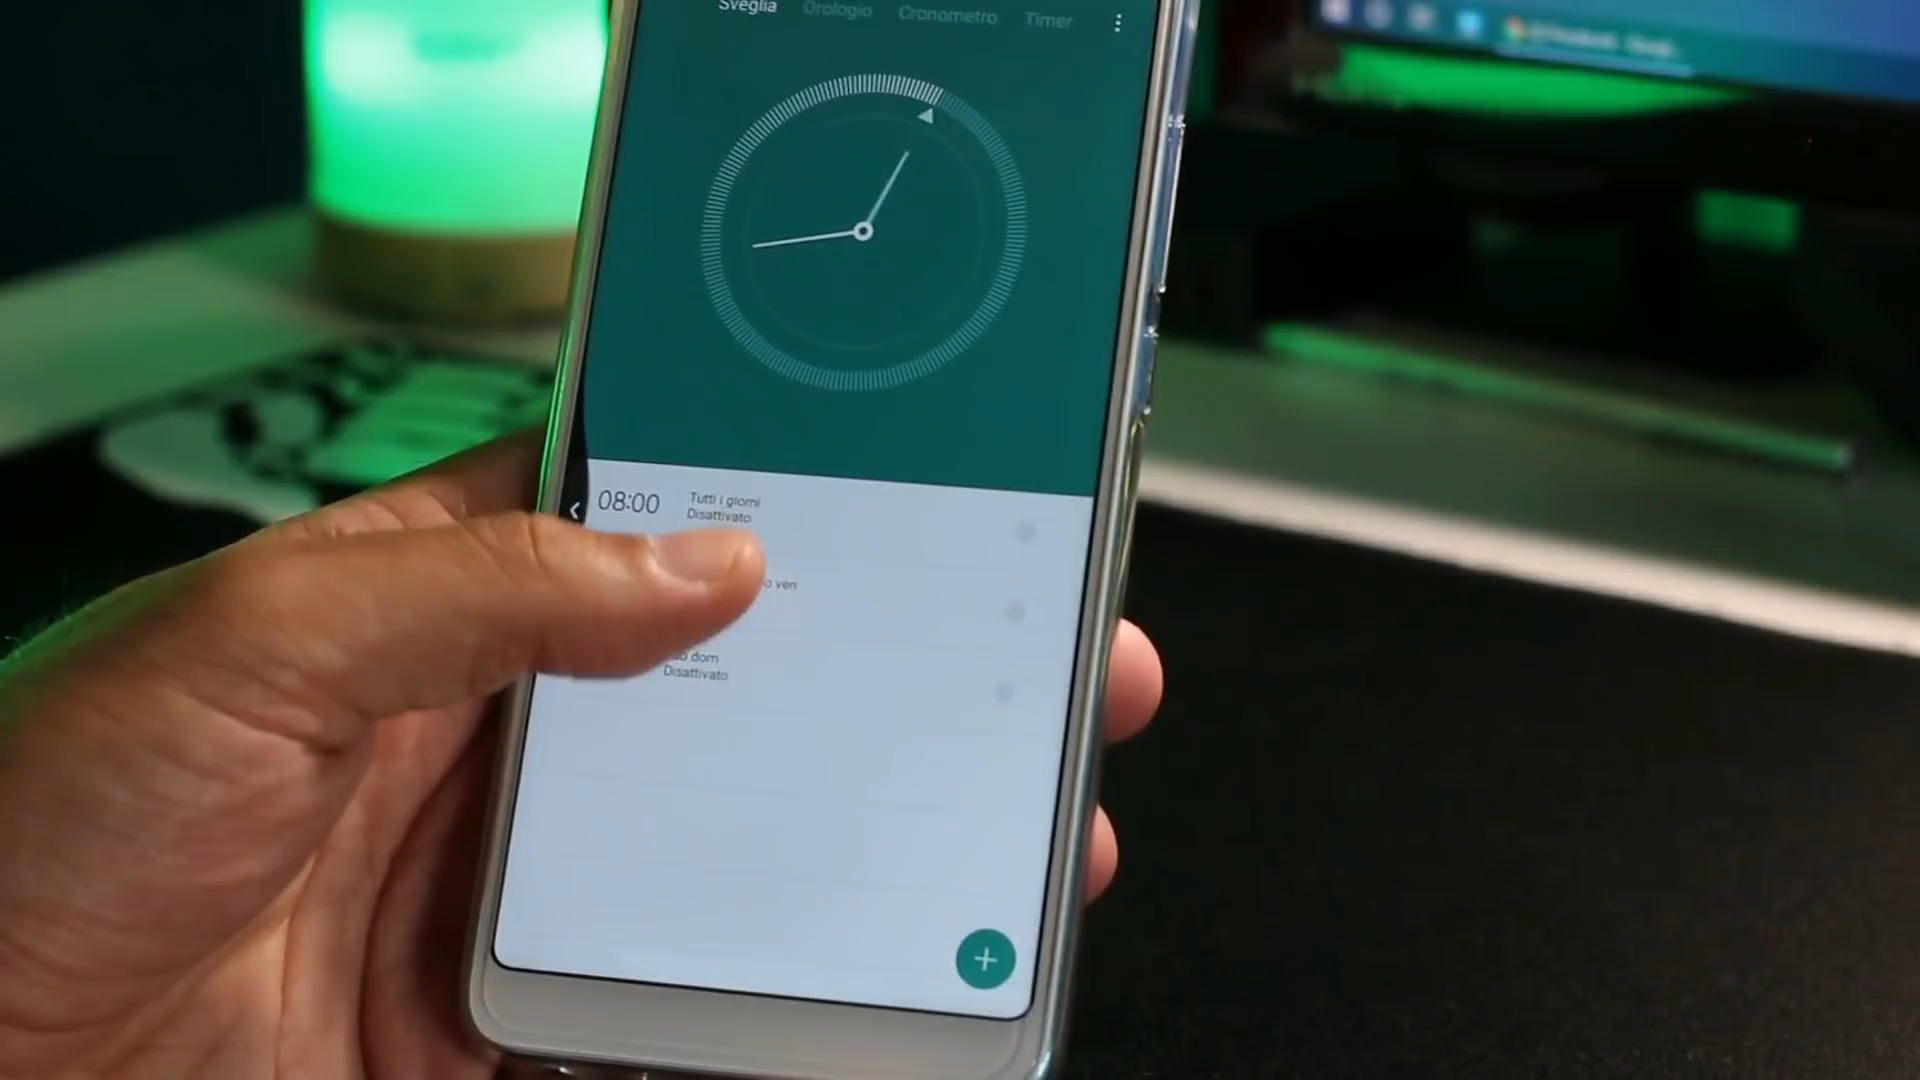 Sveglia Orologio Cronometro Timer
08:00
Tutti i giorni
Disattivato
ven
dom
Disattivato